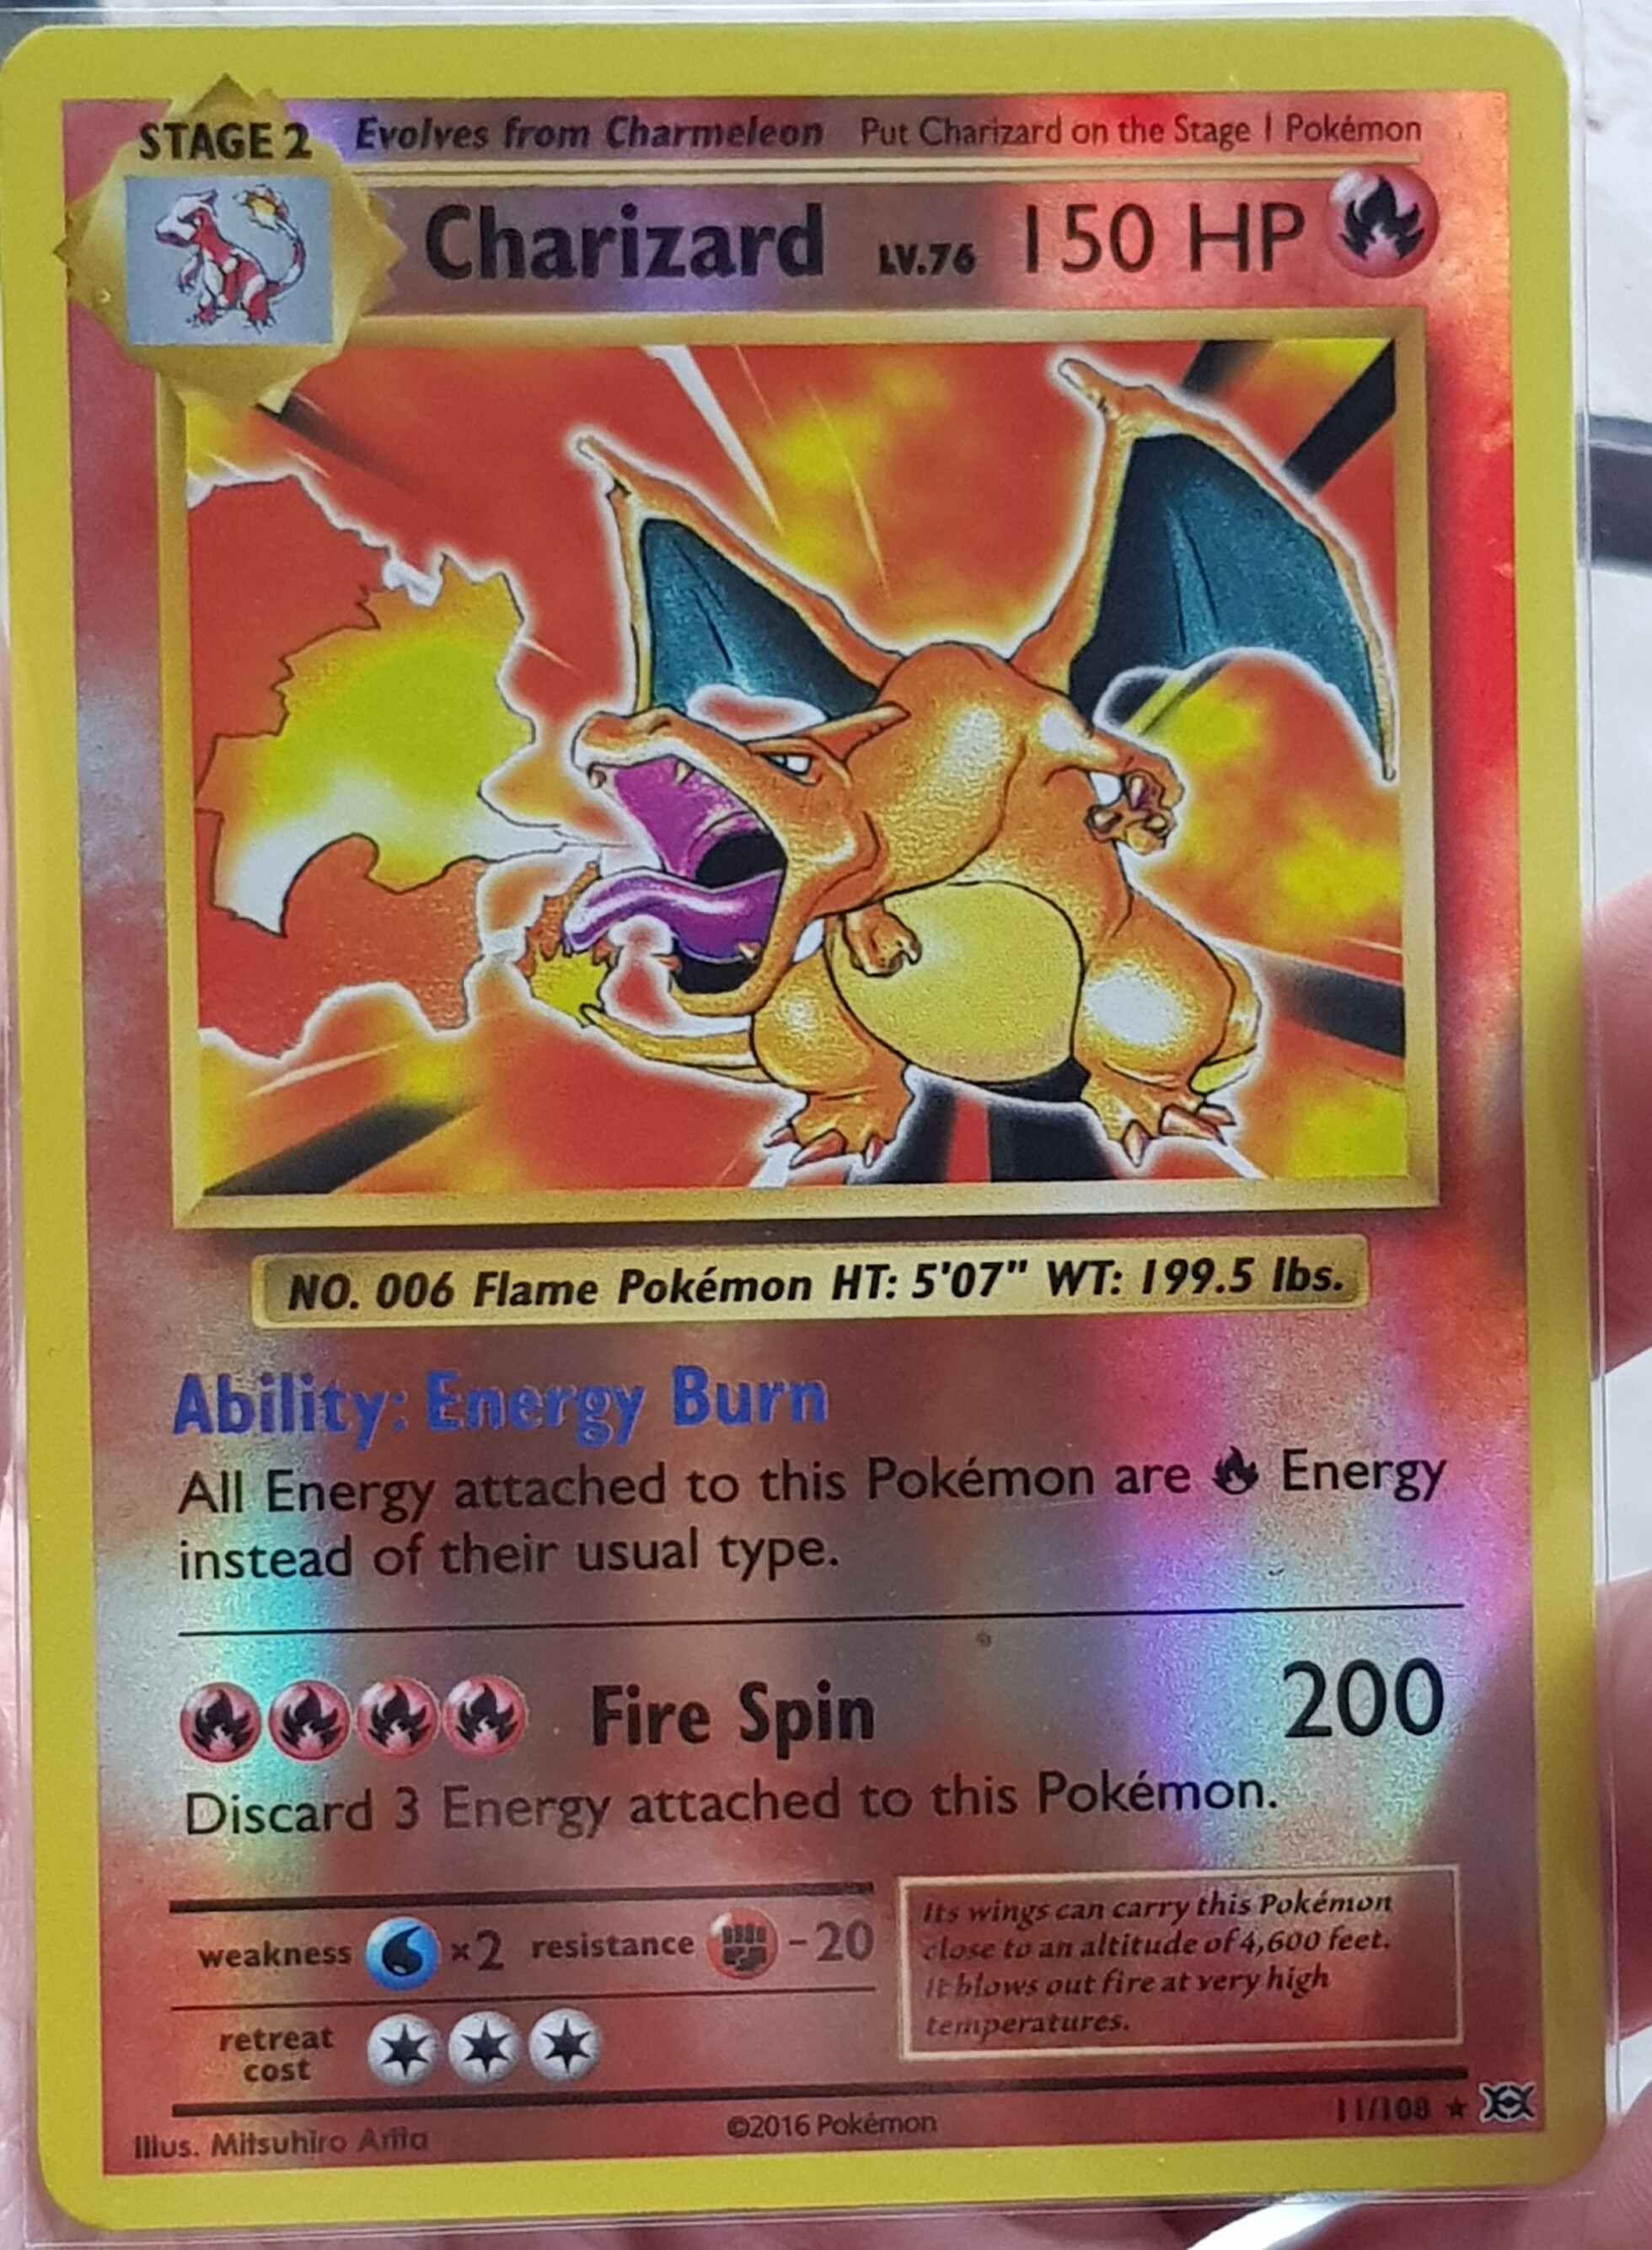 STAGE 2 Evolves from Charmeleon Put Charizard on the Stage 1 Pokémon
Charizard LV.76 150 HP
NO. 006 Flame Pokémon HT: 5'07" WT: 199.5 lbs.
Ability: Energy Burn
All Energy attached to this Pokémon are Energy
instead of their usual type.
Fire Spin 200
Discard 3 Energy attached to this Pokémon.
weakness ×2 resistance -20
retreat
cost
Its wings can carry this Pokémon
close to an altitude of 4,600 feet.
It blows out fire at very high
temperatures.
Illus. Mitsuhiro Arita
©2016 Pokémon
11/108